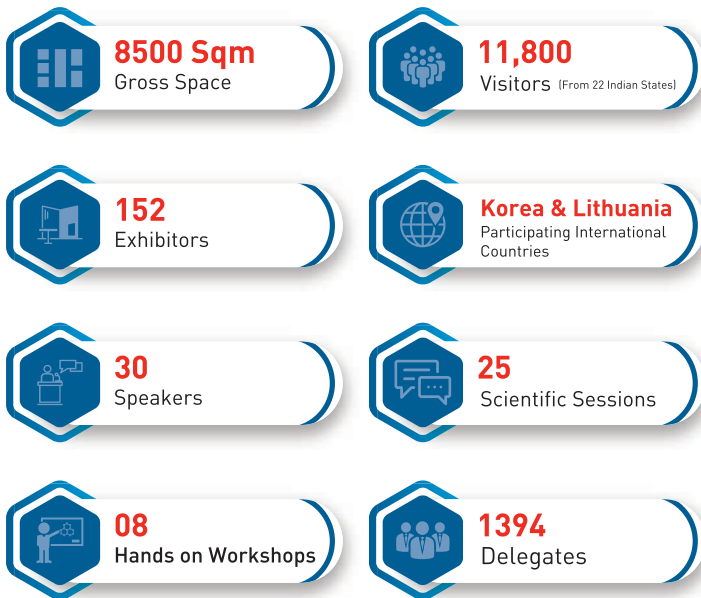 8500 Sqm
Gross Space
11,800
Visitors (From 22 Indian States)
152
Exhibitors
Korea & Lithuania
Participating International
Countries
30
Speakers
25
Scientific Sessions
08
Hands on Workshops
1394
Delegates